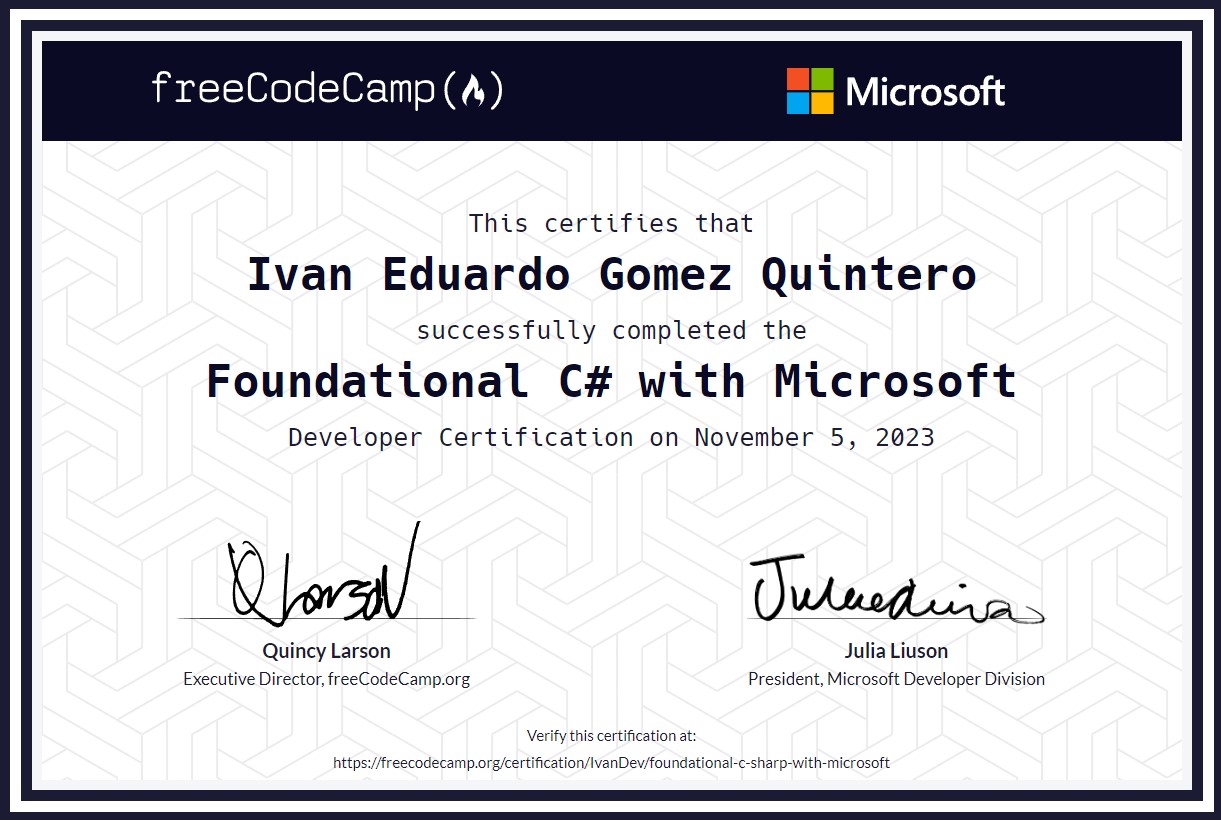 freeCodeCamp(🔥)
Microsoft
This certifies that
Ivan Eduardo Gomez Quintero
successfully completed the
Foundational C# with Microsoft
Developer Certification on November 5, 2023
Quincy Larson
Executive Director, freeCodeCamp.org
Julia Liuson
President, Microsoft Developer Division
Verify this certification at:
https://freecodecamp.org/certification/IvanDev/foundational-c-sharp-with-microsoft